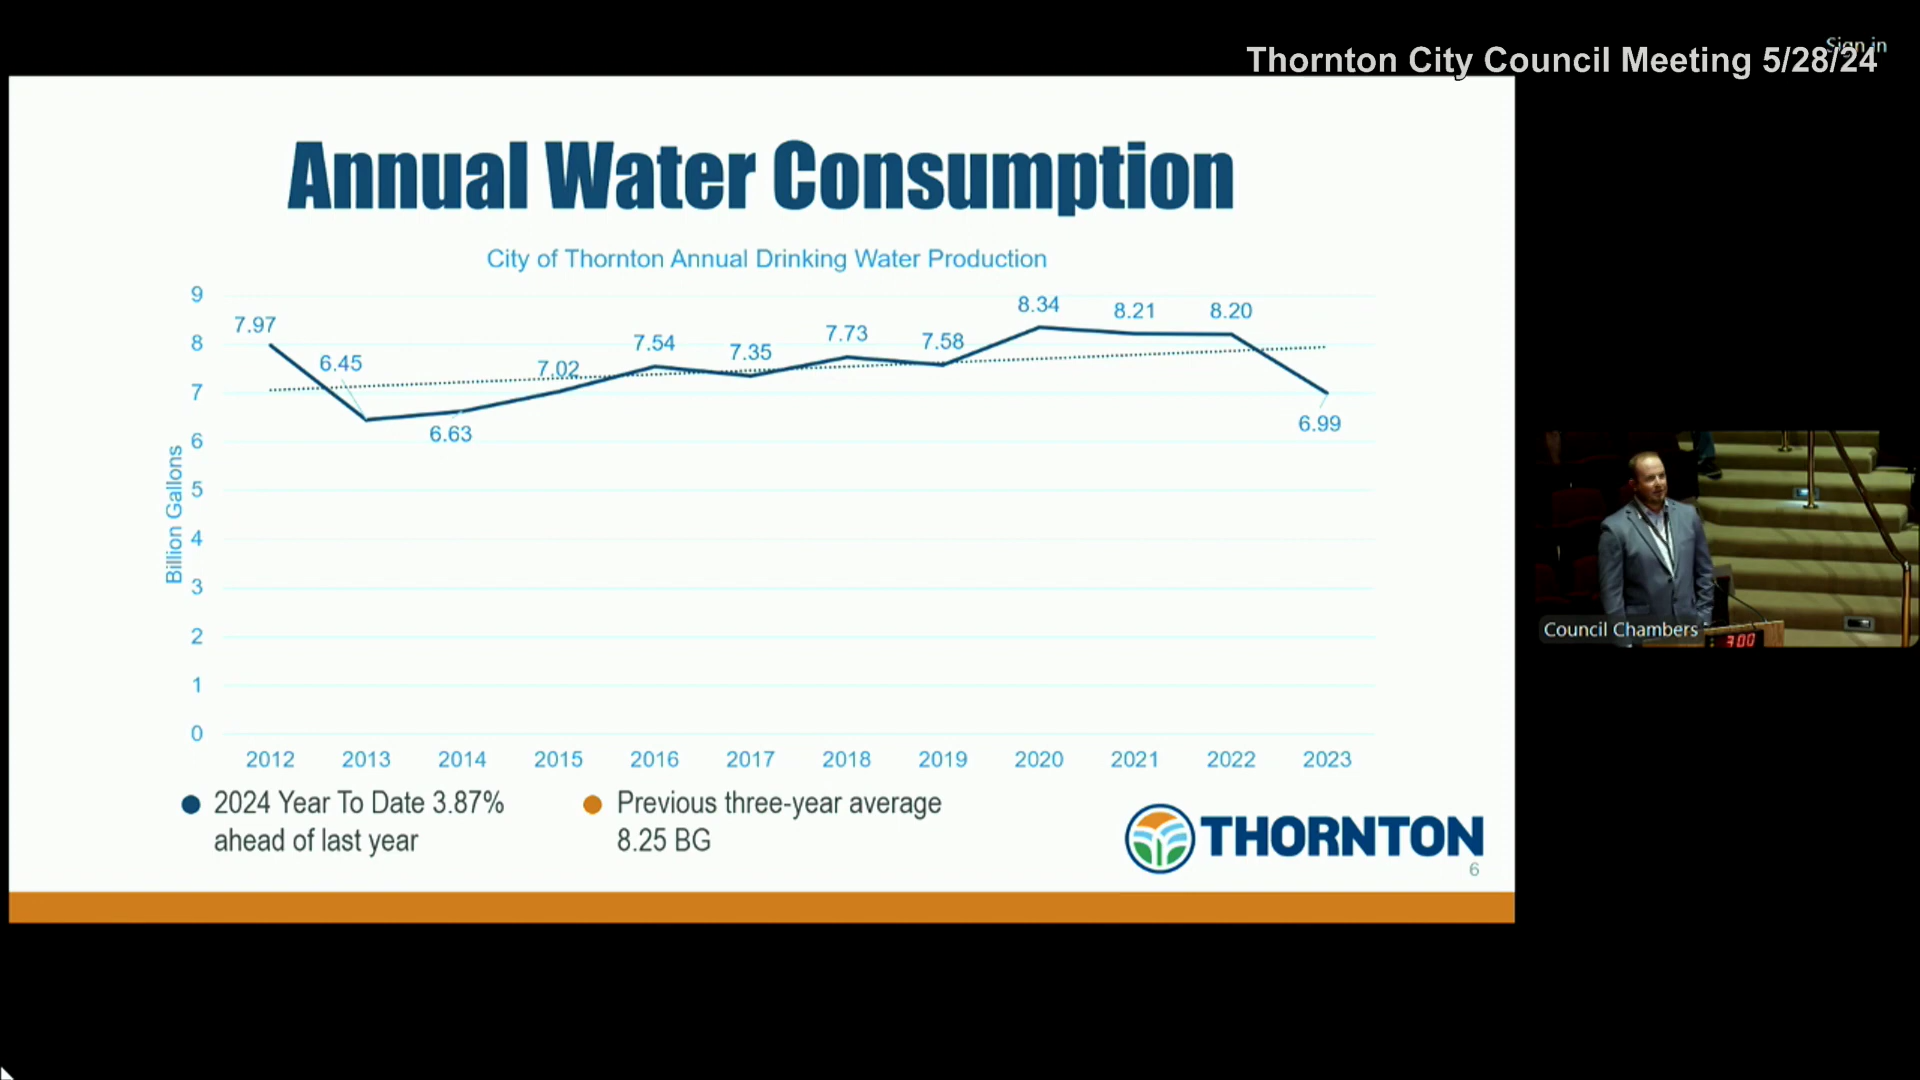 Sign in
Thornton City Council Meeting 5/28/24
Annual Water Consumption
City of Thornton Annual Drinking Water Production
9
8
7
6
5
4
3
2
1
0
Billion Gallons
7.97
6.45
6.63
7.02
7.54
7.35
7.73
7.58
8.34
8.21
8.20
6.99
2012 2013 2014 2015 2016 2017 2018 2019 2020 2021 2022 2023
2024 Year To Date 3.87%
ahead of last year
Previous three-year average
8.25 BG
THORNTON
6
Council Chambers
3:00